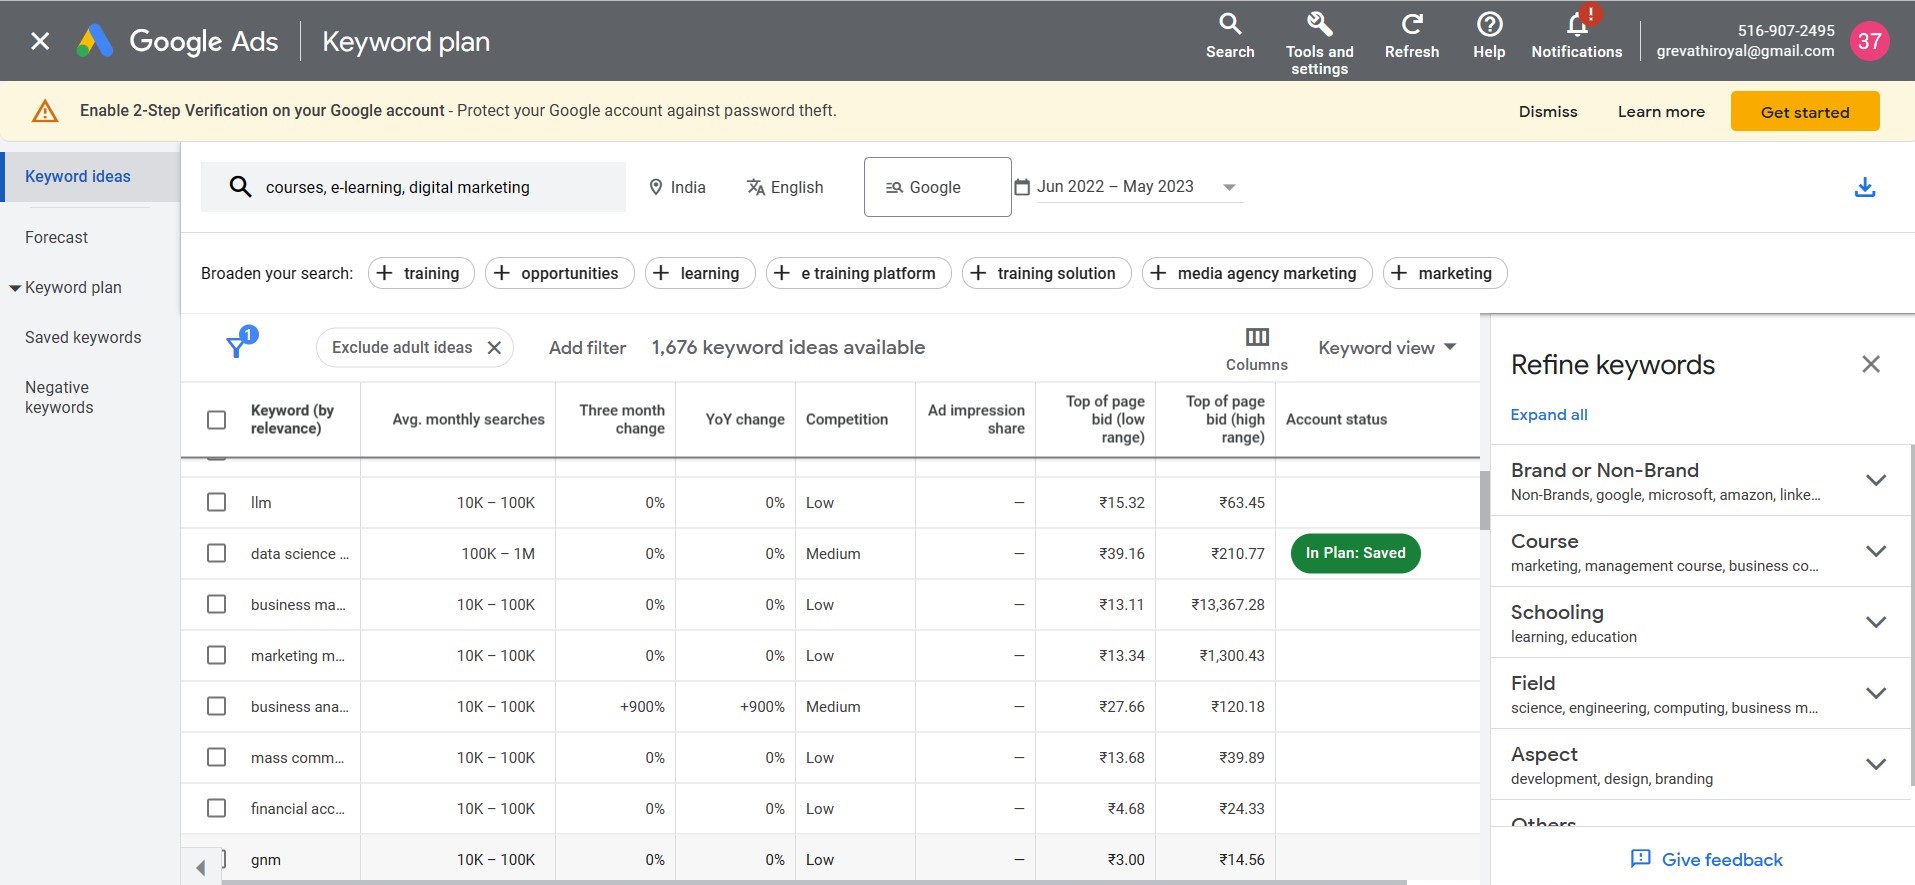 Google Ads
Keyword plan
Search
Tools and
settings
Refresh
Help
!
Notifications
516-907-2495
grevathiroyal@gmail.com
37
Enable 2-Step Verification on your Google account - Protect your Google account against password theft.
Dismiss
Learn more
Get started
Keyword ideas
Forecast
Keyword plan
Saved keywords
Negative
keywords
courses, e-learning, digital marketing
India
English
Google
Jun 2022 – May 2023
Broaden your search:
training
opportunities
learning
e training platform
training solution
media agency marketing
marketing
1
Exclude adult ideas
Add filter
1,676 keyword ideas available
Columns
Keyword view
Keyword (by
relevance)
Avg. monthly searches
Three month
change
YoY change
Competition
Ad impression
share
Top of page
bid (low
range)
Top of page
bid (high
range)
Account status
llm 10K – 100K 0% 0% Low – ₹15.32 ₹63.45
data science ... 100K – 1M 0% 0% Medium – ₹39.16 ₹210.77 In Plan: Saved
business ma... 10K – 100K 0% 0% Low – ₹13.11 ₹13,367.28
marketing m... 10K – 100K 0% 0% Low – ₹13.34 ₹1,300.43
business ana... 10K – 100K +900% +900% Medium – ₹27.66 ₹120.18
mass comm... 10K – 100K 0% 0% Low – ₹13.68 ₹39.89
financial acc... 10K – 100K 0% 0% Low – ₹4.68 ₹24.33
gnm 10K – 100K 0% 0% Low – ₹3.00 ₹14.56
Refine keywords
Expand all
Brand or Non-Brand
Non-Brands, google, microsoft, amazon, linke...
Course
marketing, management course, business co...
Schooling
learning, education
Field
science, engineering, computing, business m...
Aspect
development, design, branding
Others
Give feedback